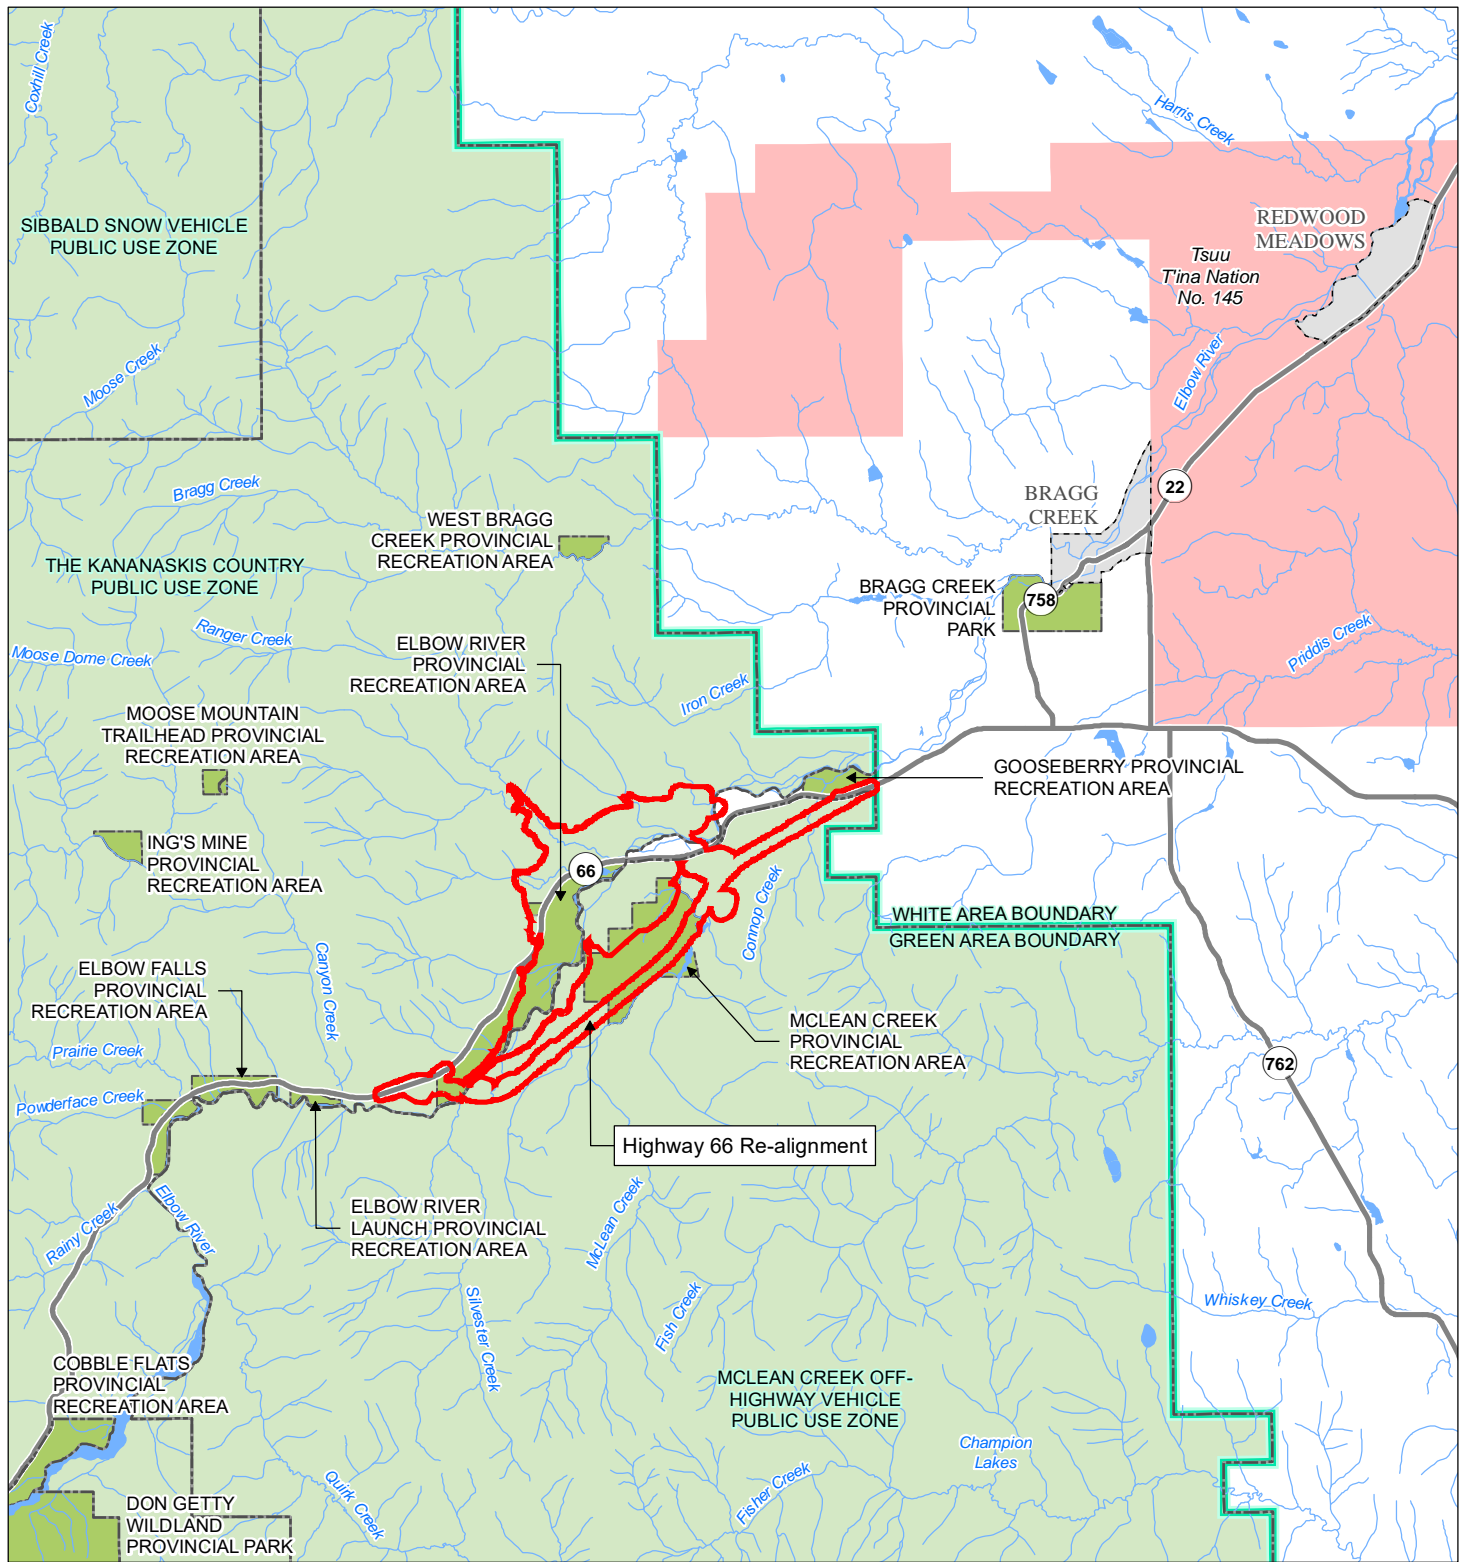 Coxhill Creek
Harris Creek
SIBBALD SNOW VEHICLE
PUBLIC USE ZONE
REDWOOD
MEADOWS
Tsuu
T'ina Nation
No. 145
Moose Creek
Elbow River
Bragg Creek
22
BRAGG
CREEK
WEST BRAGG
CREEK PROVINCIAL
RECREATION AREA
THE KANANASKIS COUNTRY
PUBLIC USE ZONE
BRAGG CREEK
PROVINCIAL
PARK
758
Ranger Creek
Moose Dome Creek
ELBOW RIVER
PROVINCIAL
RECREATION AREA
Priddis Creek
Iron Creek
MOOSE MOUNTAIN
TRAILHEAD PROVINCIAL
RECREATION AREA
GOOSEBERRY PROVINCIAL
RECREATION AREA
ING'S MINE
PROVINCIAL
RECREATION AREA
66
Connop Creek
WHITE AREA BOUNDARY
GREEN AREA BOUNDARY
Canyon Creek
ELBOW FALLS
PROVINCIAL
RECREATION AREA
MCLEAN CREEK
PROVINCIAL
RECREATION AREA
Prairie Creek
762
Powderface Creek
Highway 66 Re-alignment
Elbow River
Rainy Creek
ELBOW RIVER
LAUNCH PROVINCIAL
RECREATION AREA
McLean Creek
Silvester Creek
Fish Creek
Whiskey Creek
COBBLE FLATS
PROVINCIAL
RECREATION AREA
MCLEAN CREEK OFF-
HIGHWAY VEHICLE
PUBLIC USE ZONE
Champion
Lakes
Quirk Creek
Fisher Creek
DON GETTY
WILDLAND
PROVINCIAL PARK